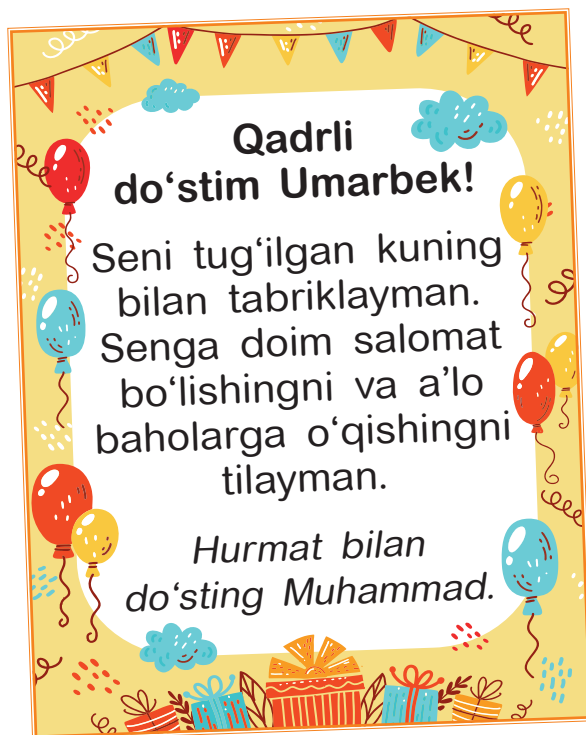 Qadrli
do‘stim Umarbek!
Seni tug‘ilgan kuning
bilan tabriklayman.
Senga doim salomat
bo‘lishingni va a’lo
baholarga o‘qishingni
tilayman.
Hurmat bilan
do‘sting Muhammad.